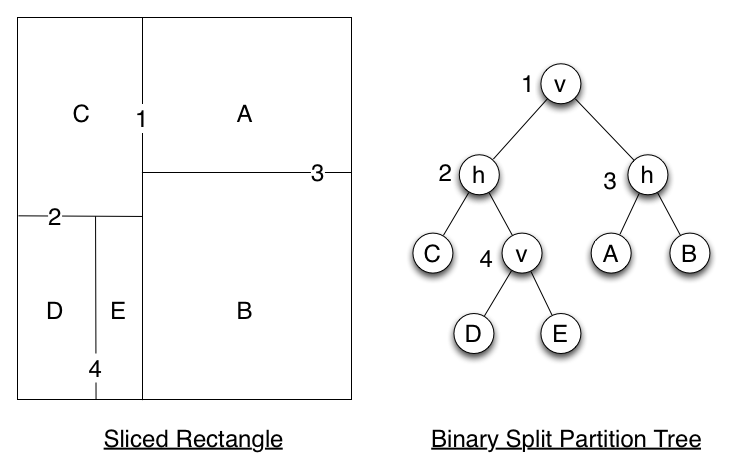 C
1
A
3
2
D
E
B
4
1 v
2 h
3 h
C
4 v
A
B
D
E
Sliced Rectangle
Binary Split Partition Tree